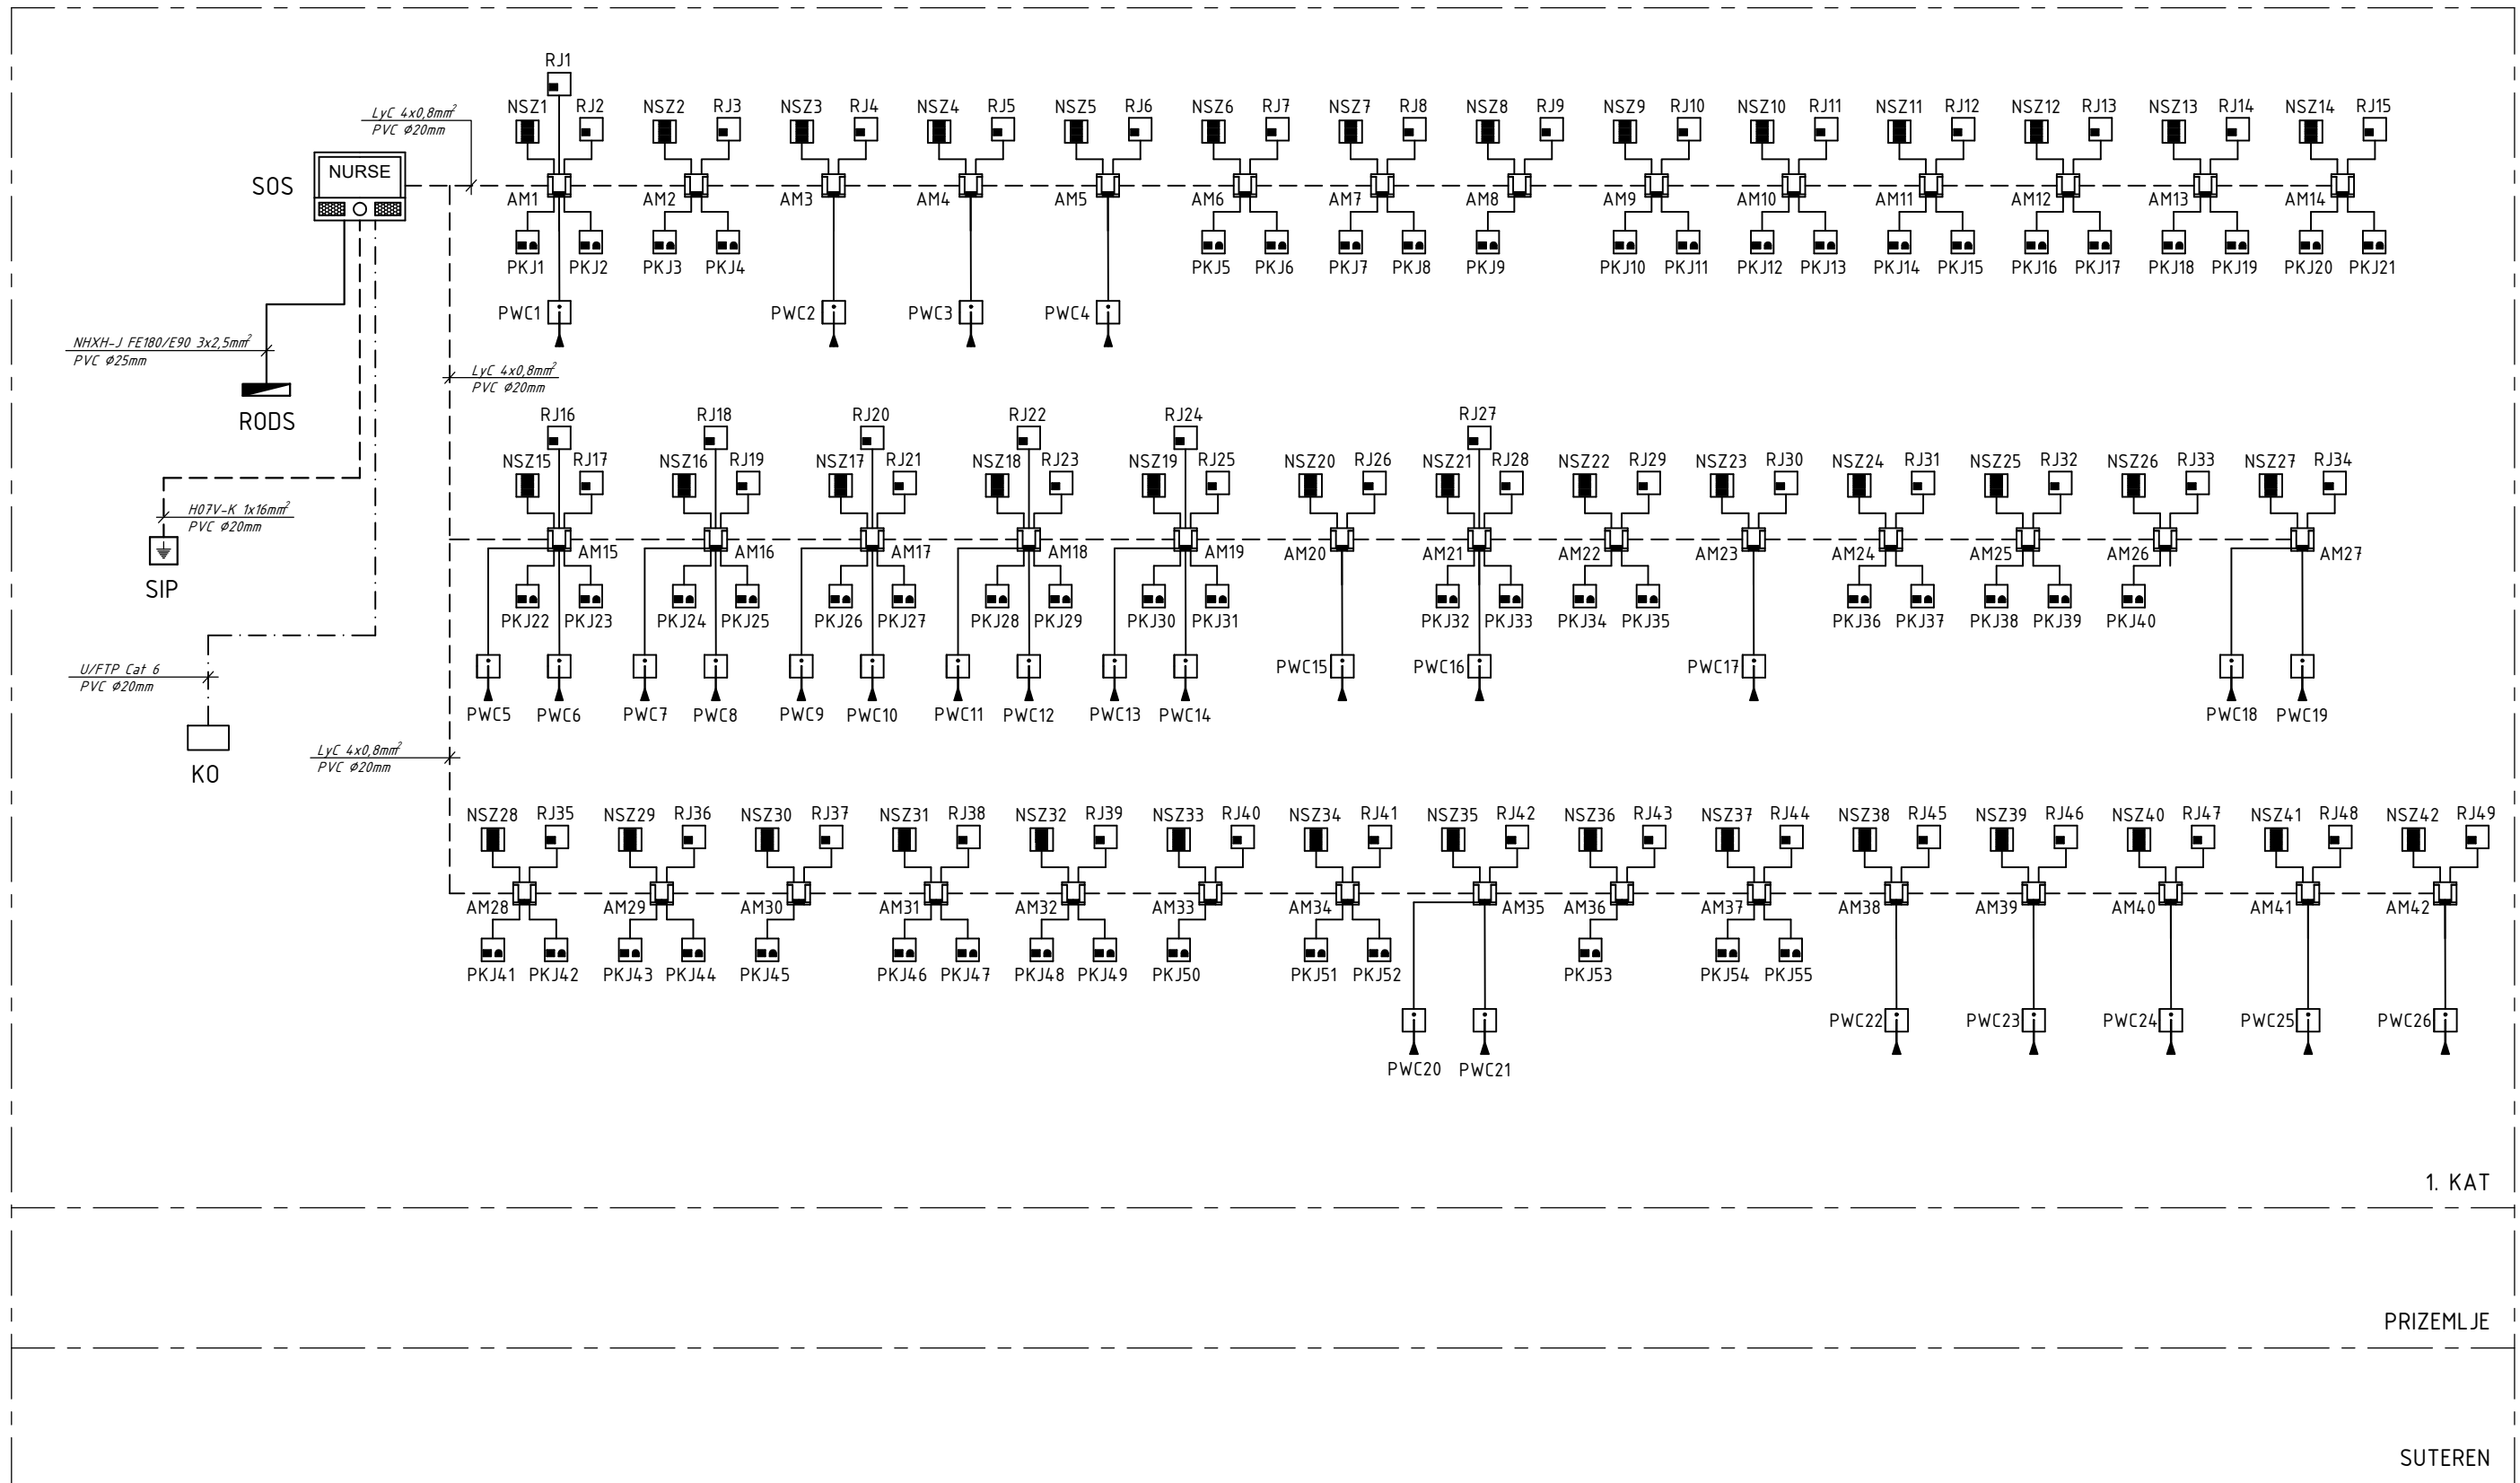 RJ1
NSZ1 RJ2 NSZ2 RJ3 NSZ3 RJ4 NSZ4 RJ5 NSZ5 RJ6 NSZ6 RJ7 NSZ7 RJ8 NSZ8 RJ9 NSZ9 RJ10 NSZ10 RJ11 NSZ11 RJ12 NSZ12 RJ13 NSZ13 RJ14 NSZ14 RJ15
LyC 4x0,8mm²
PVC Ø20mm
NURSE
SOS
AM1 AM2 AM3 AM4 AM5 AM6 AM7 AM8 AM9 AM10 AM11 AM12 AM13 AM14
PKJ1 PKJ2 PKJ3 PKJ4 PKJ5 PKJ6 PKJ7 PKJ8 PKJ9 PKJ10 PKJ11 PKJ12 PKJ13 PKJ14 PKJ15 PKJ16 PKJ17 PKJ18 PKJ19 PKJ20 PKJ21
PWC1 PWC2 PWC3 PWC4
NHXH-J FE180/E90 3x2,5mm²
PVC Ø25mm
RODS
LyC 4x0,8mm²
PVC Ø20mm
RJ16 RJ18 RJ20 RJ22 RJ24 RJ27
NSZ15 RJ17 NSZ16 RJ19 NSZ17 RJ21 NSZ18 RJ23 NSZ19 RJ25 NSZ20 RJ26 NSZ21 RJ28 NSZ22 RJ29 NSZ23 RJ30 NSZ24 RJ31 NSZ25 RJ32 NSZ26 RJ33 NSZ27 RJ34
H07V-K 1x16mm²
PVC Ø20mm
SIP
AM15 AM16 AM17 AM18 AM19 AM20 AM21 AM22 AM23 AM24 AM25 AM26 AM27
PKJ22 PKJ23 PKJ24 PKJ25 PKJ26 PKJ27 PKJ28 PKJ29 PKJ30 PKJ31 PKJ32 PKJ33 PKJ34 PKJ35 PKJ36 PKJ37 PKJ38 PKJ39 PKJ40
PWC15 PWC16 PWC17
PWC5 PWC6 PWC7 PWC8 PWC9 PWC10 PWC11 PWC12 PWC13 PWC14 PWC18 PWC19
U/FTP Cat 6
PVC Ø20mm
KO
LyC 4x0,8mm²
PVC Ø20mm
NSZ28 RJ35 NSZ29 RJ36 NSZ30 RJ37 NSZ31 RJ38 NSZ32 RJ39 NSZ33 RJ40 NSZ34 RJ41 NSZ35 RJ42 NSZ36 RJ43 NSZ37 RJ44 NSZ38 RJ45 NSZ39 RJ46 NSZ40 RJ47 NSZ41 RJ48 NSZ42 RJ49
AM28 AM29 AM30 AM31 AM32 AM33 AM34 AM35 AM36 AM37 AM38 AM39 AM40 AM41 AM42
PKJ41 PKJ42 PKJ43 PKJ44 PKJ45 PKJ46 PKJ47 PKJ48 PKJ49 PKJ50 PKJ51 PKJ52 PKJ53 PKJ54 PKJ55
PWC22 PWC23 PWC24 PWC25 PWC26
PWC20 PWC21
1. KAT
PRIZEMLJE
SUTEREN